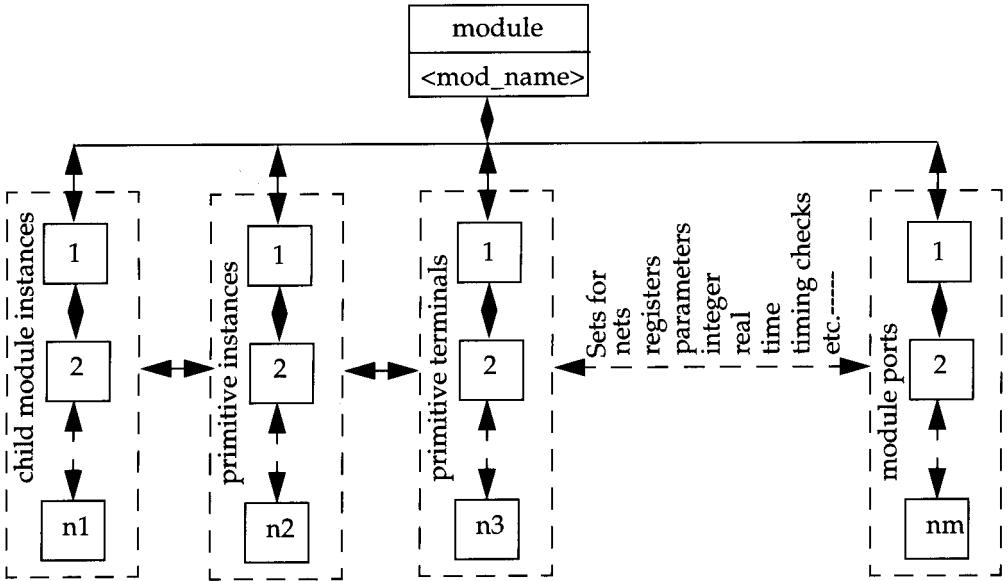 module
<mod_name>
child module instances
1
2
n1
primitive instances
1
2
n2
primitive terminals
1
2
n3
Sets for
nets
registers
parameters
integer
real
time
timing checks
etc.-----
module ports
1
2
nm